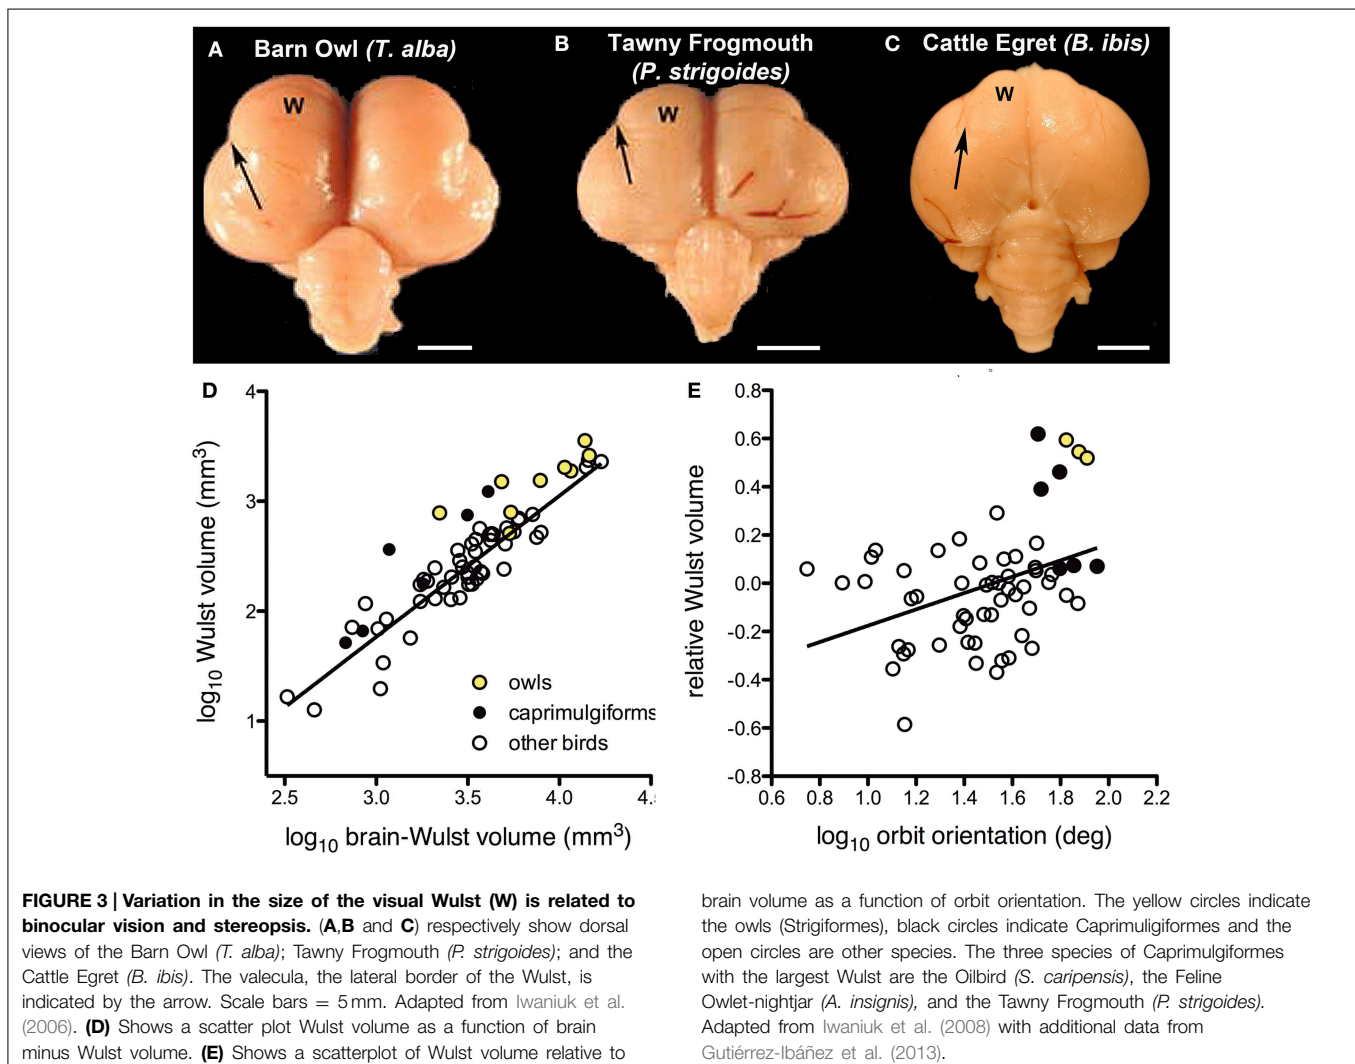 A Barn Owl (T. alba)
B Tawny Frogmouth
(P. strigoides)
C Cattle Egret (B. ibis)
W
W
W
D
4
3
2
1
log10 Wulst volume (mm3)
owls
caprimulgiforms
other birds
2.5 3.0 3.5 4.0 4.
log10 brain-Wulst volume (mm3)
E
0.8
0.6
0.4
0.2
0.0
-0.2
-0.4
-0.6
-0.8
relative Wulst volume
0.6 0.8 1.0 1.2 1.4 1.6 1.8 2.0 2.2
log10 orbit orientation (deg)
FIGURE 3 | Variation in the size of the visual Wulst (W) is related to
binocular vision and stereopsis. (A,B and C) respectively show dorsal
views of the Barn Owl (T. alba); Tawny Frogmouth (P. strigoides); and the
Cattle Egret (B. ibis). The valecula, the lateral border of the Wulst, is
indicated by the arrow. Scale bars = 5 mm. Adapted from Iwaniuk et al.
(2006). (D) Shows a scatter plot Wulst volume as a function of brain
minus Wulst volume. (E) Shows a scatterplot of Wulst volume relative to
brain volume as a function of orbit orientation. The yellow circles indicate
the owls (Strigiformes), black circles indicate Caprimuligiformes and the
open circles are other species. The three species of Caprimulgiformes
with the largest Wulst are the Oilbird (S. caripensis), the Feline
Owlet-nightjar (A. insignis), and the Tawny Frogmouth (P. strigoides).
Adapted from Iwaniuk et al. (2008) with additional data from
Gutiérrez-Ibáñez et al. (2013).